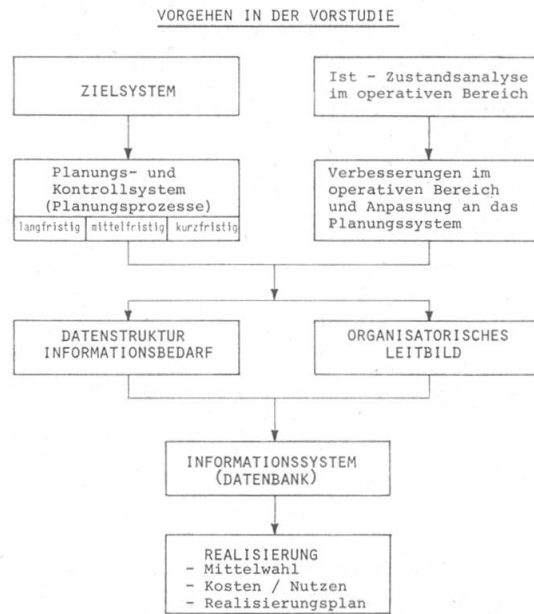 VORGEHEN IN DER VORSTUDIE
ZIELSYSTEM
Ist - Zustandsanalyse
im operativen Bereich
Planungs- und
Kontrollsystem
(Planungsprozesse)
langfristig mittelfristig kurzfristig
Verbesserungen im
operativen Bereich
und Anpassung an das
Planungssystem
DATENSTRUKTUR
INFORMATIONSBEDARF
ORGANISATORISCHES
LEITBILD
INFORMATIONSSYSTEM
(DATENBANK)
REALISIERUNG
- Mittelwahl
- Kosten / Nutzen
- Realisierungsplan